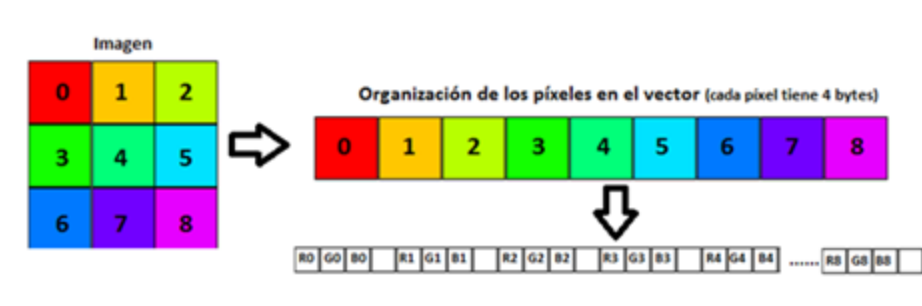 Imagen
0 1 2
3 4 5
6 7 8
Organización de los píxeles en el vector (cada pixel tiene 4 bytes)
0 1 2 3 4 5 6 7 8
R0 G0 B0 R1 G1 B1 R2 G2 B2 R3 G3 B3 R4 G4 B4 ...... R8 G8 B8